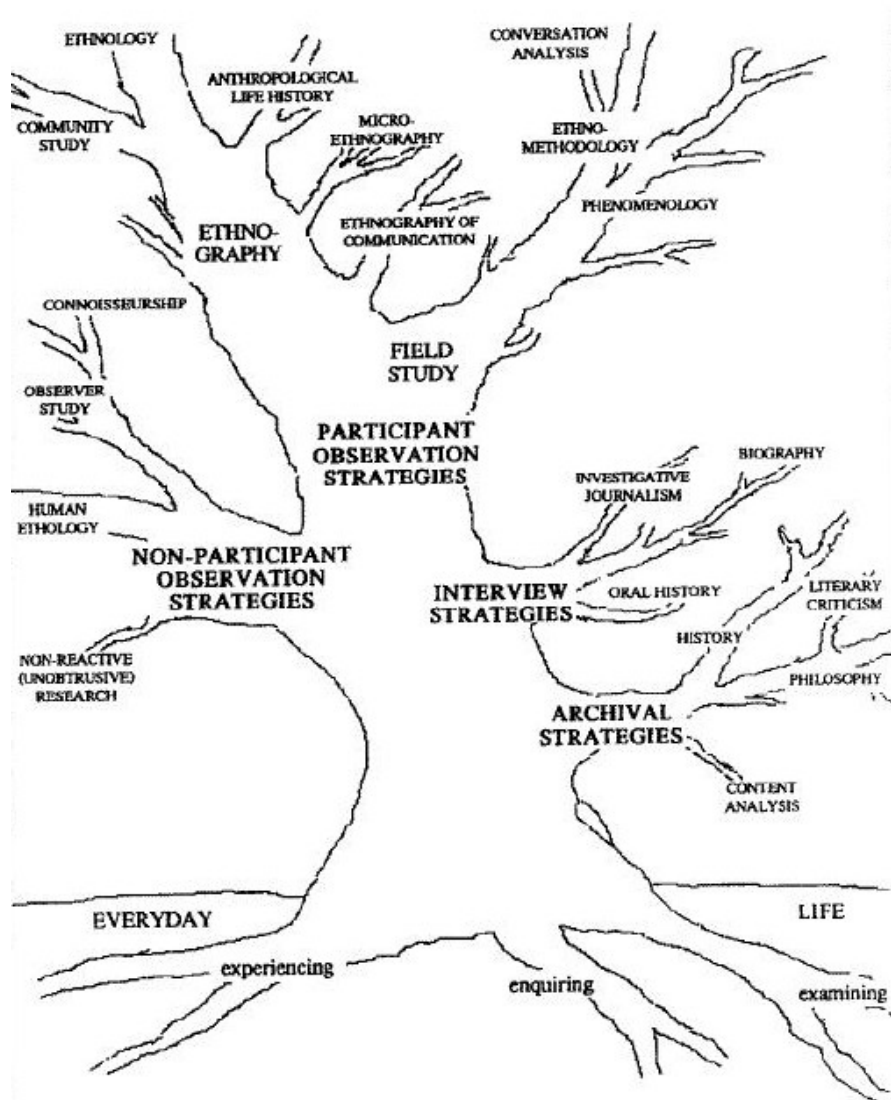 ETHNOLOGY
CONVERSATION
ANALYSIS
ANTHROPOLOGICAL
LIFE HISTORY
COMMUNITY
STUDY
MICRO-
ETHNOGRAPHY
ETHNO-
METHODOLOGY
PHENOMENOLOGY
ETHNO-
GRAPHY
ETHNOGRAPHY OF
COMMUNICATION
CONNOISSEURSHIP
FIELD
STUDY
OBSERVER
STUDY
PARTICIPANT
OBSERVATION
STRATEGIES
BIOGRAPHY
INVESTIGATIVE
JOURNALISM
HUMAN
ETHOLOGY
NON-PARTICIPANT
OBSERVATION
STRATEGIES
INTERVIEW
STRATEGIES
ORAL HISTORY
LITERARY
CRITICISM
HISTORY
NON-REACTIVE
(UNOBTRUSIVE)
RESEARCH
PHILOSOPHY
ARCHIVAL
STRATEGIES
CONTENT
ANALYSIS
EVERYDAY
LIFE
experiencing
enquiring
examining